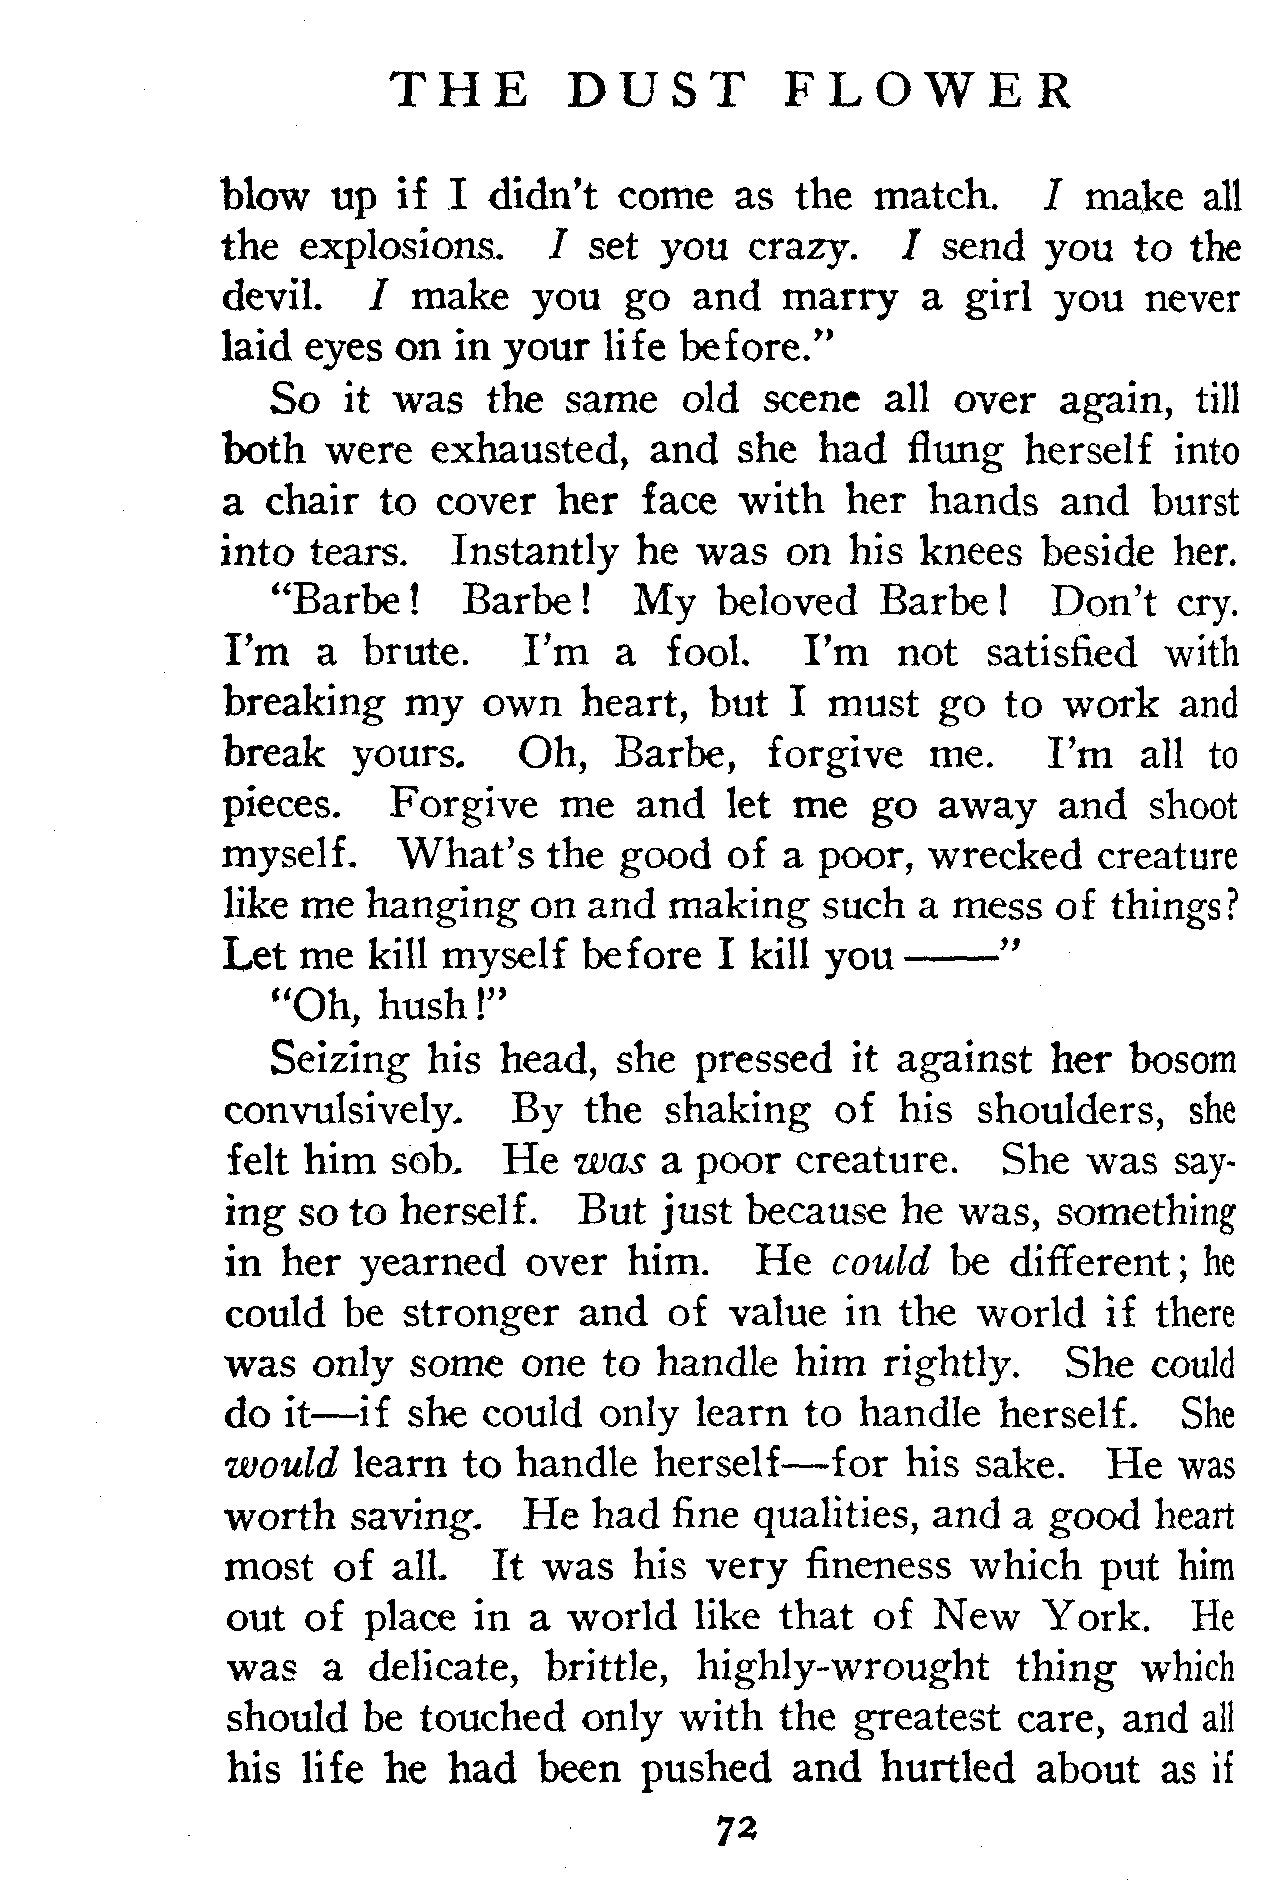 THE DUST FLOWER
blow up if I didn't come as the match. I make all
the explosions. I set you crazy. I send you to the
devil. I make you go and marry a girl you never
laid eyes on in your life before."
So it was the same old scene all over again, till
both were exhausted, and she had flung herself into
a chair to cover her face with her hands and burst
into tears. Instantly he was on his knees beside her.
"Barbe! Barbe! My beloved Barbe! Don't cry.
I'm a brute. I'm a fool. I'm not satisfied with
breaking my own heart, but I must go to work and
break yours. Oh, Barbe, forgive me. I'm all to
pieces. Forgive me and let me go away and shoot
myself. What's the good of a poor, wrecked creature
like me hanging on and making such a mess of things?
Let me kill myself before I kill you ——"
"Oh, hush!"
Seizing his head, she pressed it against her bosom
convulsively. By the shaking of his shoulders, she
felt him sob. He was a poor creature. She was say-
ing so to herself. But just because he was, something
in her yearned over him. He could be different; he
could be stronger and of value in the world if there
was only some one to handle him rightly. She could
do it—if she could only learn to handle herself. She
would learn to handle herself—for his sake. He was
worth saving. He had fine qualities, and a good heart
most of all. It was his very fineness which put him
out of place in a world like that of New York. He
was a delicate, brittle, highly-wrought thing which
should be touched only with the greatest care, and all
his life he had been pushed and hurtled about as if
72